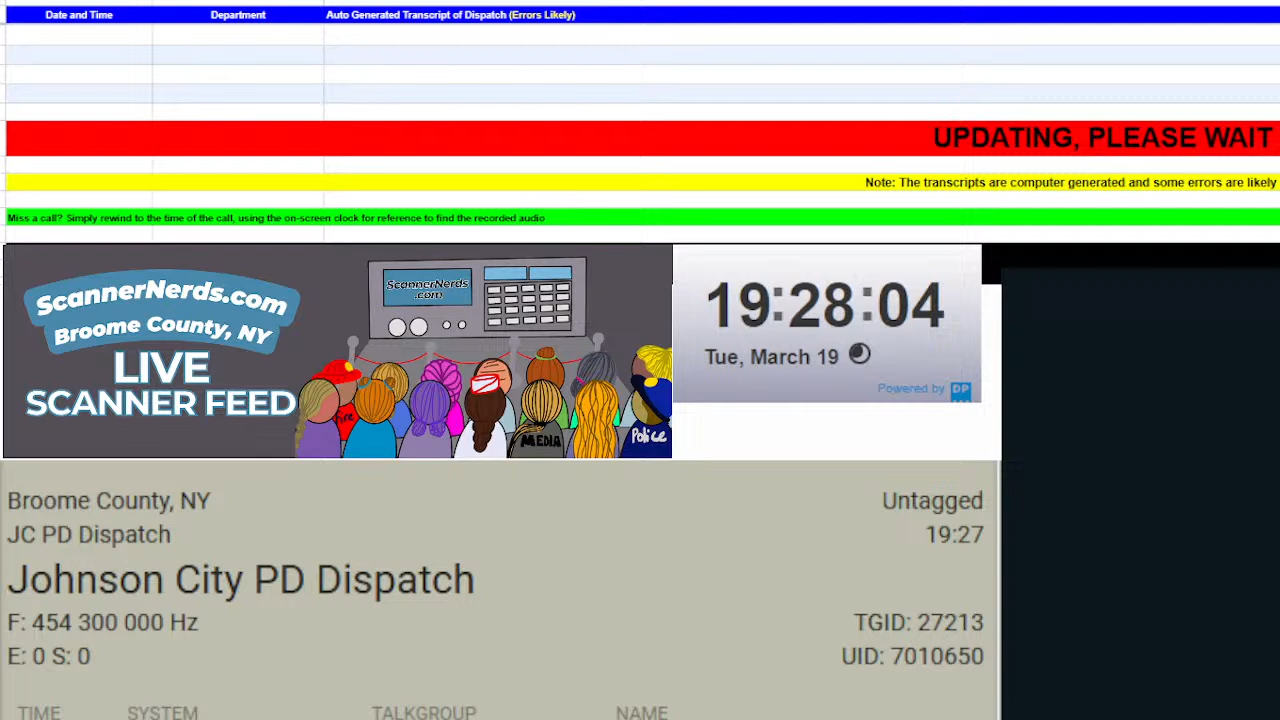 Date and Time Department Auto Generated Transcript of Dispatch (Errors Likely)
UPDATING, PLEASE WAIT
Note: The transcripts are computer generated and some errors are likely
Miss a call? Simply rewind to the time of the call, using the on-screen clock for reference to find the recorded audio
ScannerNerds.com
Broome County, NY
LIVE
SCANNER FEED
ScannerNerds
.com
Fire
MEDIA
Police
19:28:04
Tue, March 19
Powered by DP
Broome County, NY Untagged
JC PD Dispatch 19:27
Johnson City PD Dispatch
F: 454 300 000 Hz TGID: 27213
E: 0 S: 0 UID: 7010650
TIME SYSTEM TALKGROUP NAME